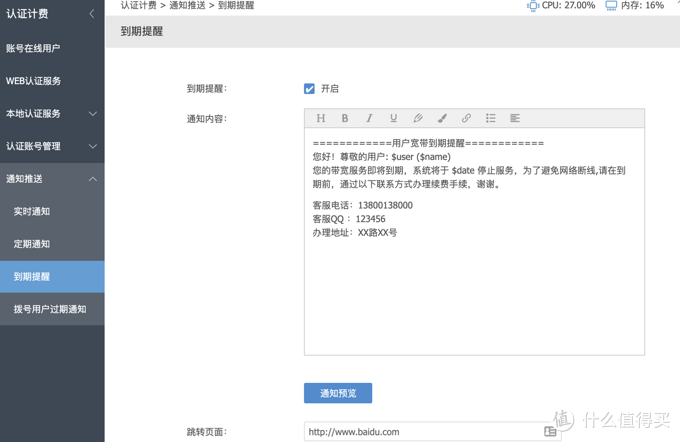 认证计费
账号在线用户
WEB认证服务
本地认证服务
认证账号管理
通知推送
实时通知
定期通知
到期提醒
拨号用户过期通知
认证计费 > 通知推送 > 到期提醒
CPU: 27.00%
内存: 16%
到期提醒
到期提醒:
开启
通知内容:
H B I U
============用户宽带到期提醒============
您好！尊敬的用户: $user ($name)
您的带宽服务即将到期，系统将于 $date 停止服务，为了避免网络断线,请在到
期前，通过以下联系方式办理续费手续，谢谢。
客服电话：13800138000
客服QQ ：123456
办理地址：XX路XX号
通知预览
跳转页面:
http://www.baidu.com
值 什么值得买